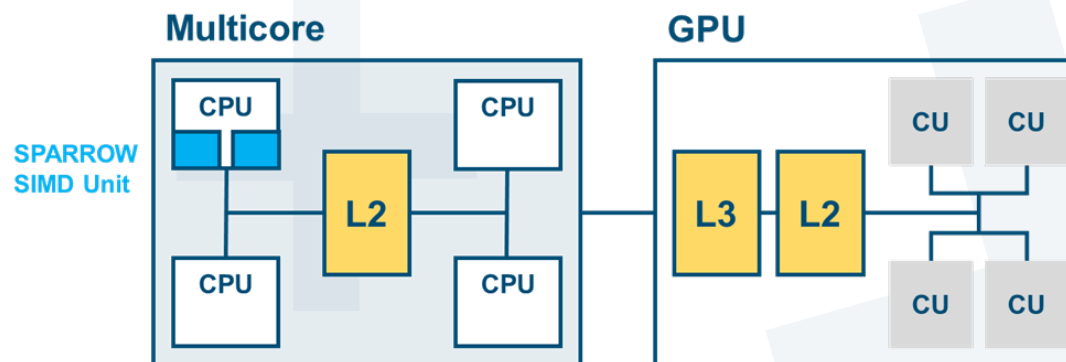 Multicore
GPU
CPU
CPU
CU
CU
SPARROW
SIMD Unit
L2
L3
L2
CPU
CPU
CU
CU